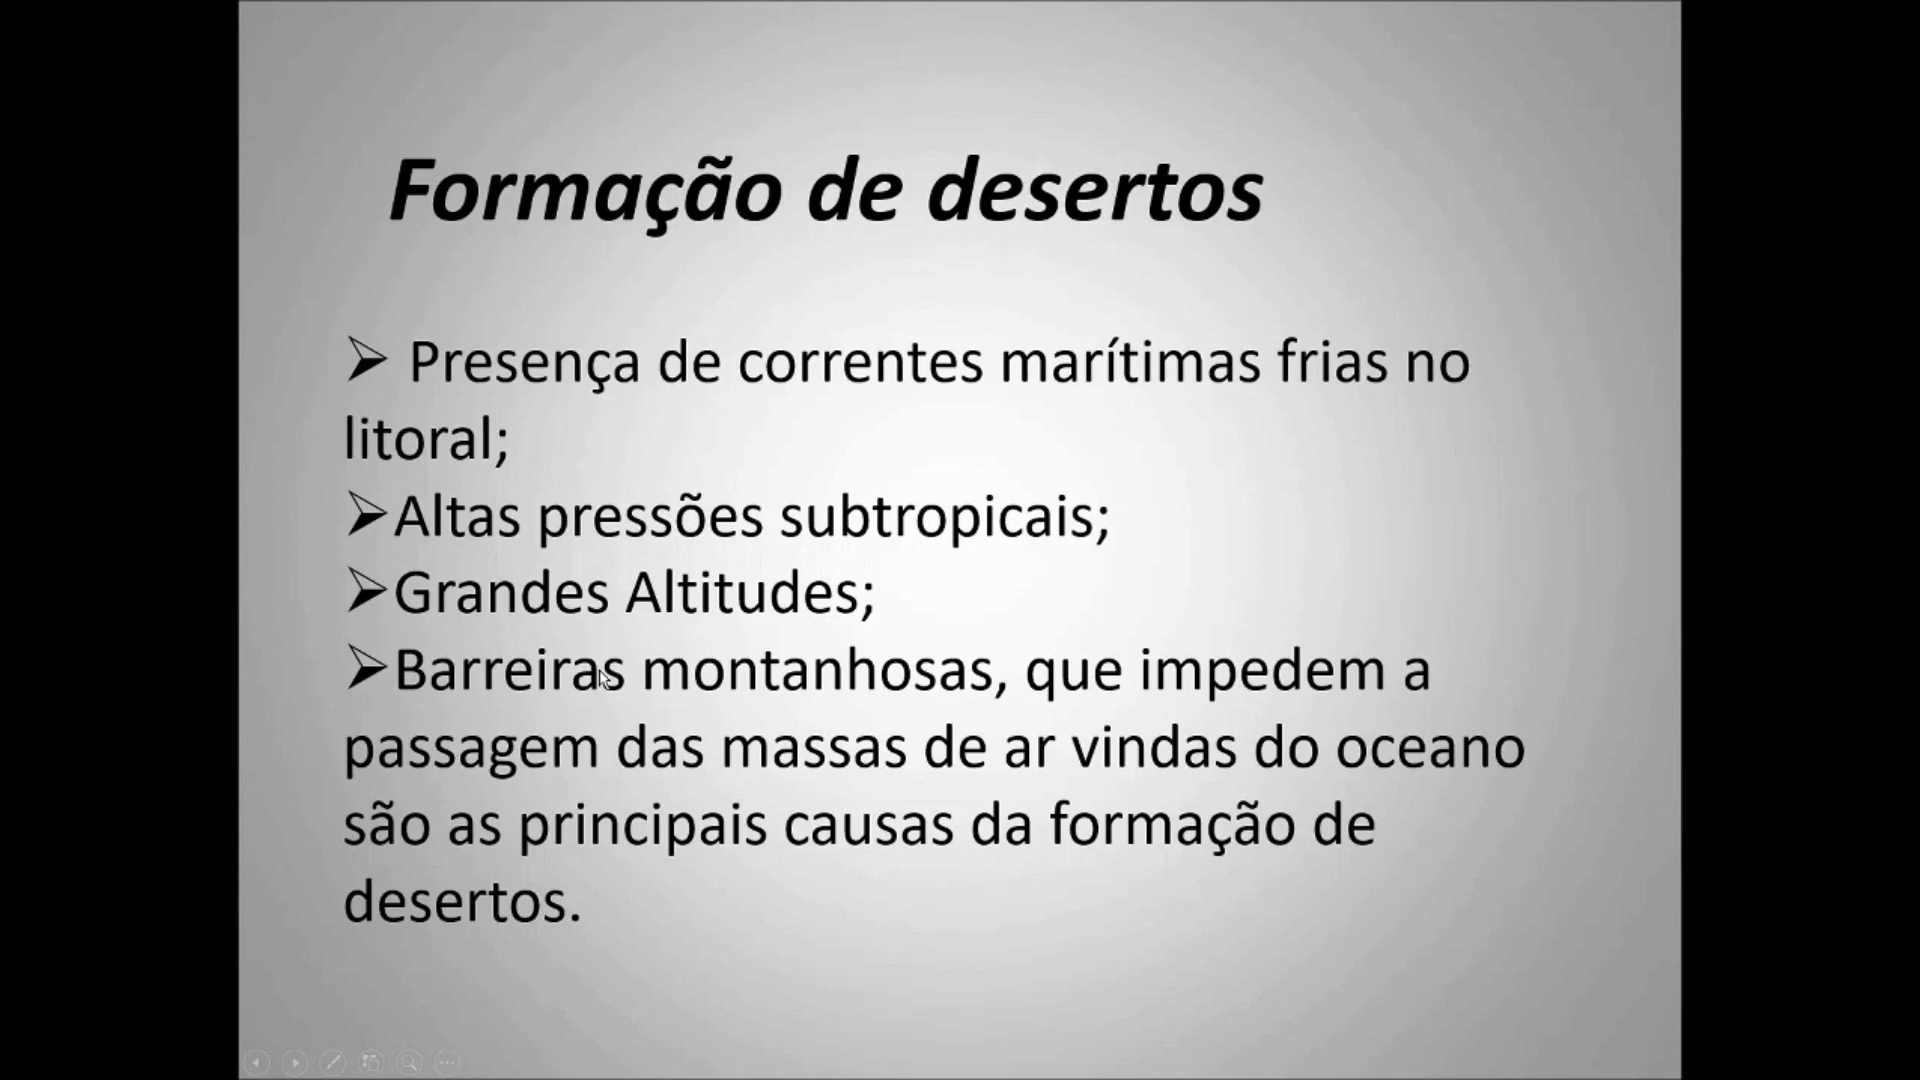 Formação de desertos
➢ Presença de correntes marítimas frias no
litoral;
➢Altas pressões subtropicais;
➢Grandes Altitudes;
➢Barreiras montanhosas, que impedem a
passagem das massas de ar vindas do oceano
são as principais causas da formação de
desertos.